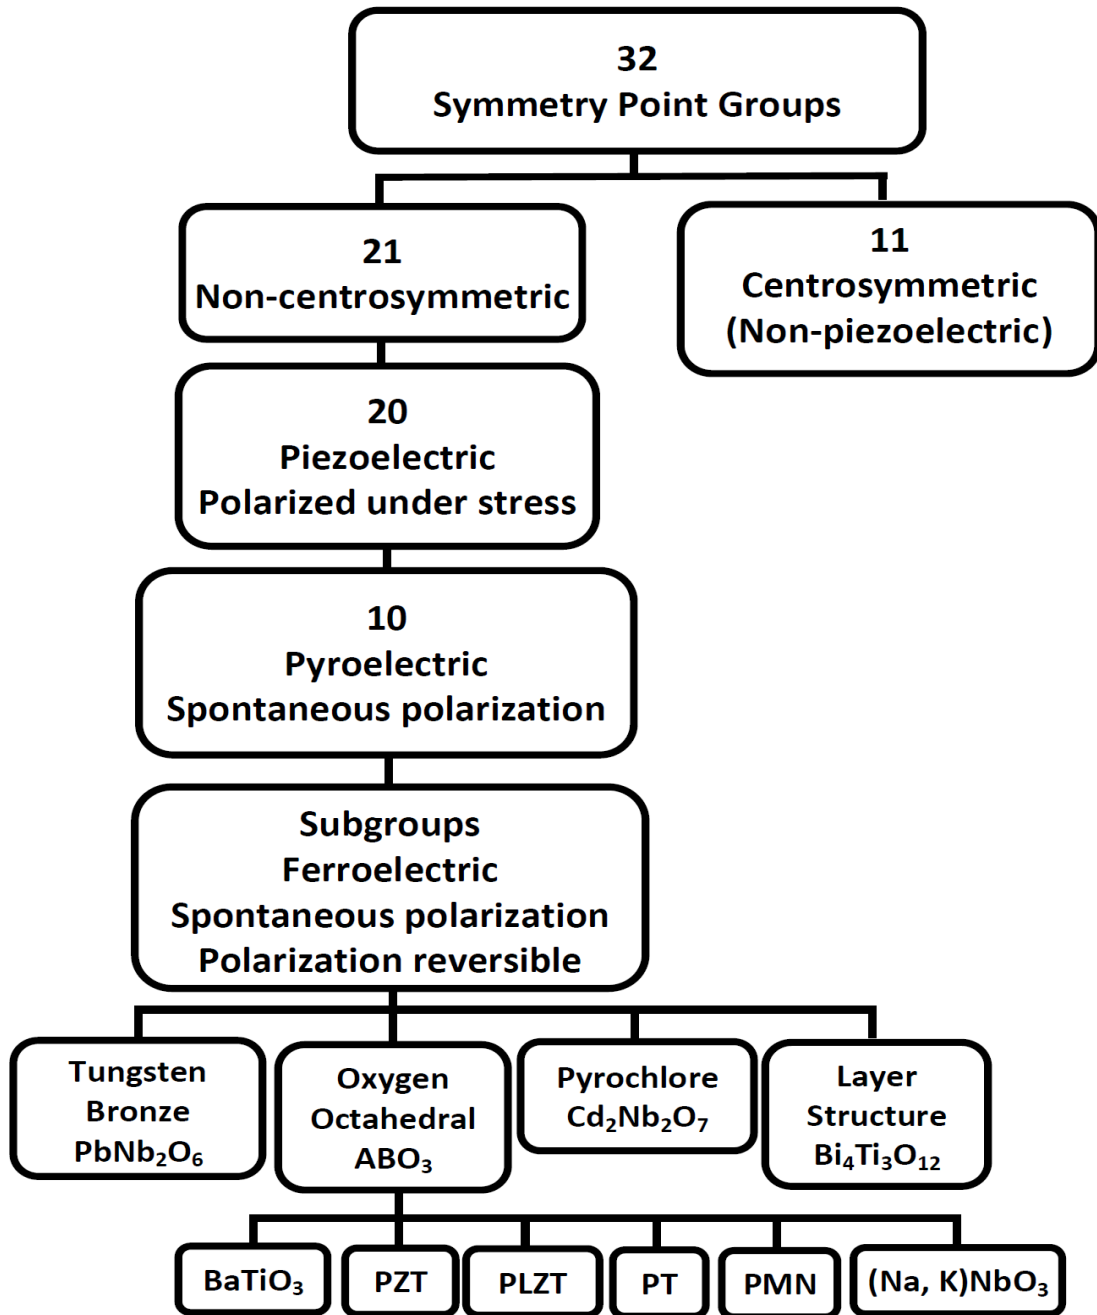 32
Symmetry Point Groups
21
Non-centrosymmetric
11
Centrosymmetric
(Non-piezoelectric)
20
Piezoelectric
Polarized under stress
10
Pyroelectric
Spontaneous polarization
Subgroups
Ferroelectric
Spontaneous polarization
Polarization reversible
Tungsten
Bronze
PbNb₂O₆
Oxygen
Octahedral
ABO₃
Pyrochlore
Cd₂Nb₂O₇
Layer
Structure
Bi₄Ti₃O₁₂
BaTiO₃
PZT
PLZT
PT
PMN
(Na, K)NbO₃